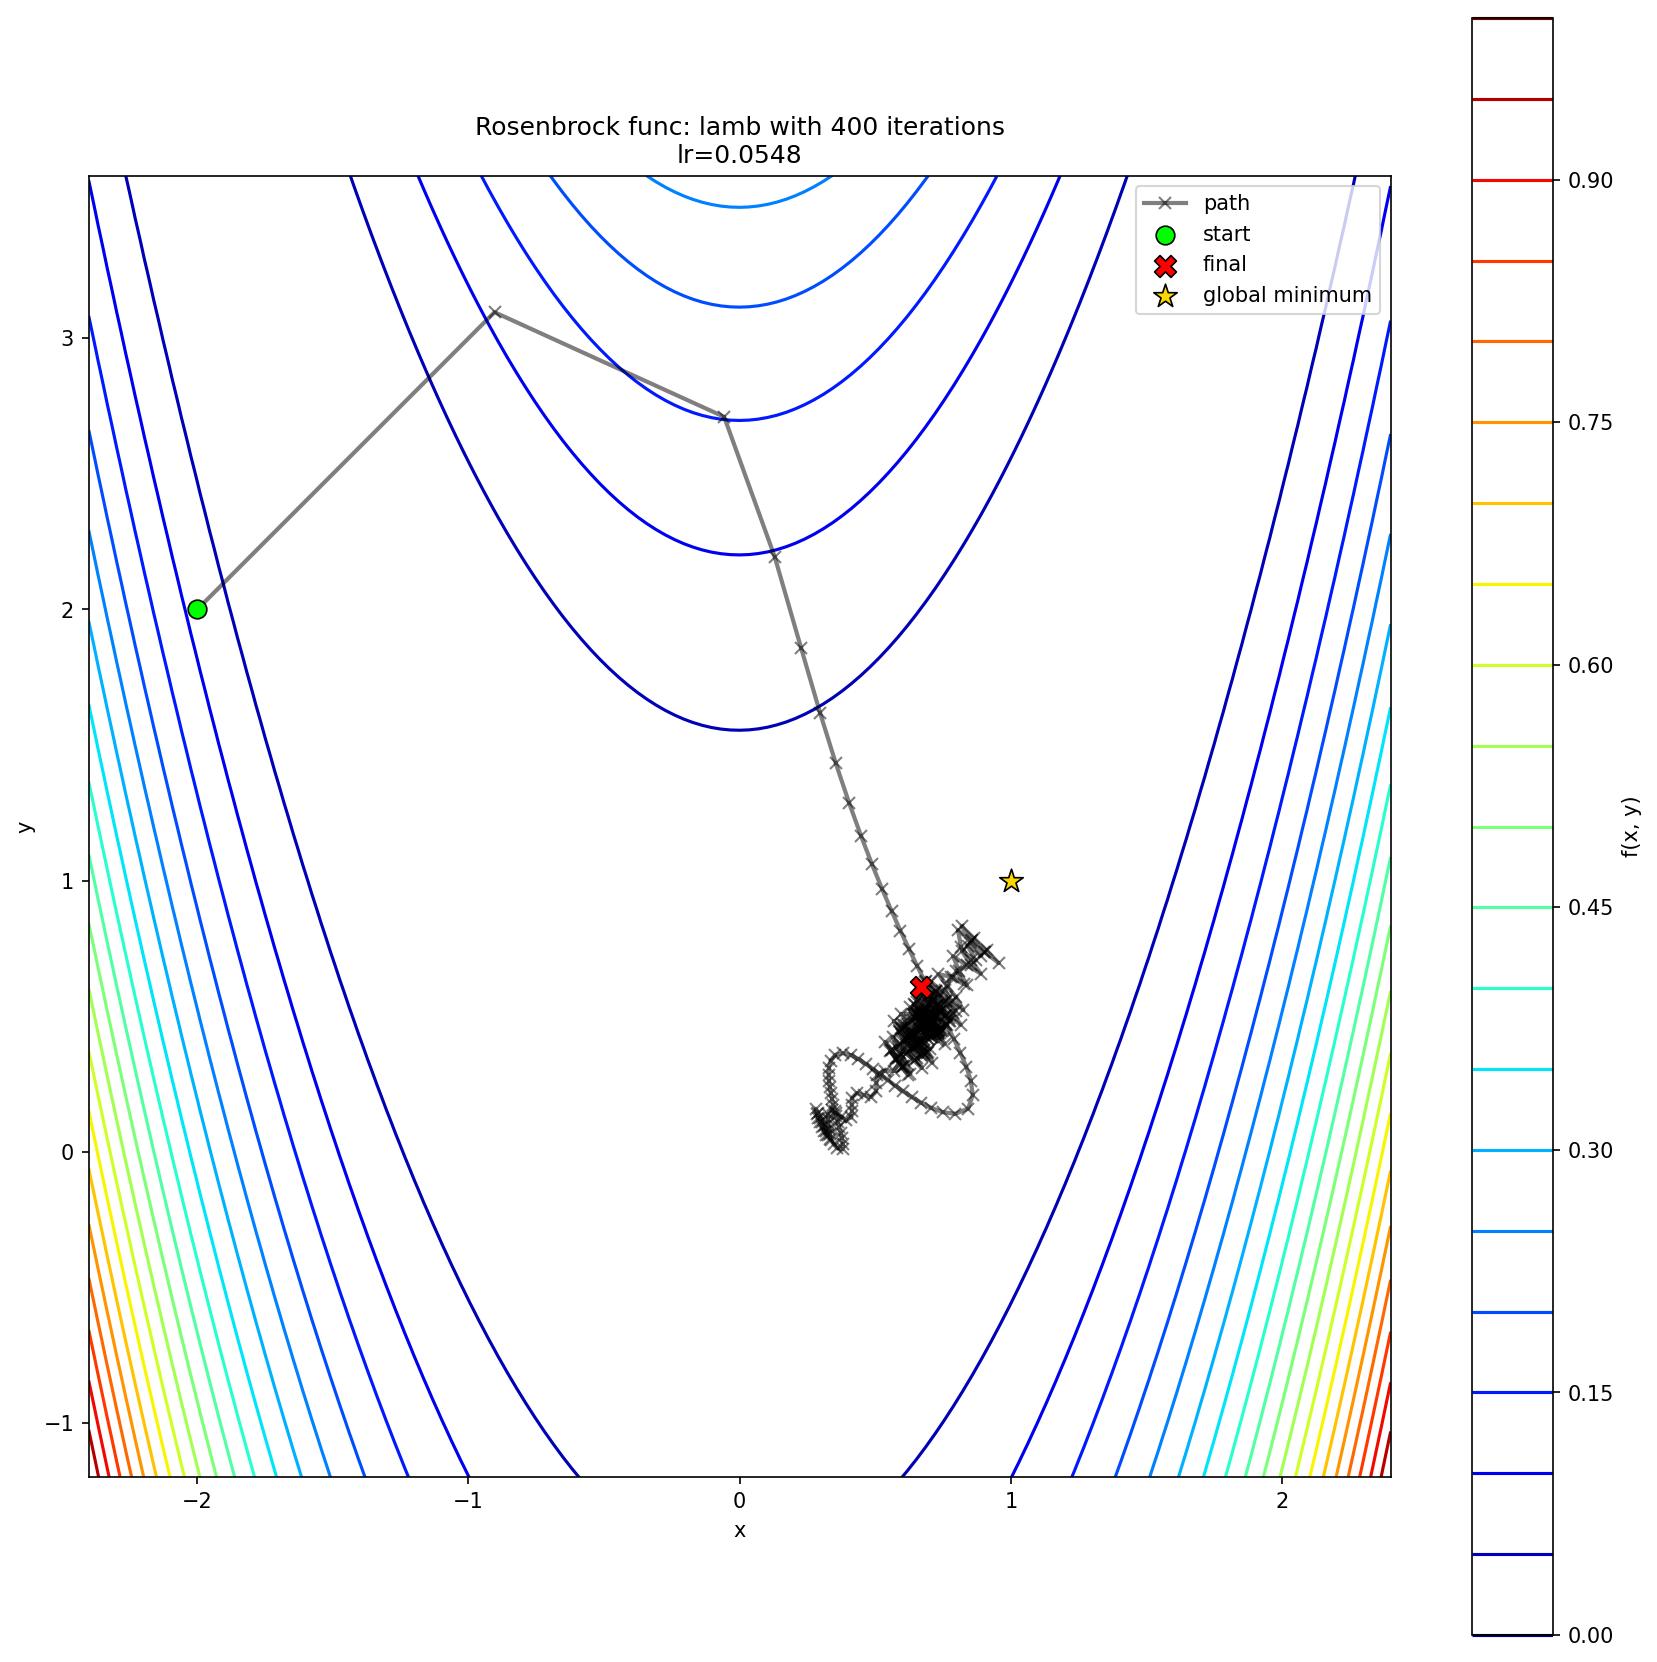 Rosenbrock func: lamb with 400 iterations
lr=0.0548
path
start
final
global minimum
y
3
2
1
0
−1
−2
−1
0
1
2
x
0.90
0.75
0.60
0.45
0.30
0.15
0.00
f(x, y)